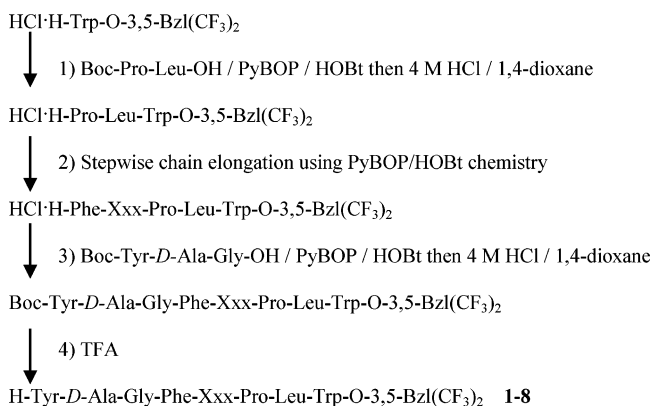 HCl·H-Trp-O-3,5-Bzl(CF₃)₂
1) Boc-Pro-Leu-OH / PyBOP / HOBt then 4 M HCl / 1,4-dioxane
HCl·H-Pro-Leu-Trp-O-3,5-Bzl(CF₃)₂
2) Stepwise chain elongation using PyBOP/HOBt chemistry
HCl·H-Phe-Xxx-Pro-Leu-Trp-O-3,5-Bzl(CF₃)₂
3) Boc-Tyr-D-Ala-Gly-OH / PyBOP / HOBt then 4 M HCl / 1,4-dioxane
Boc-Tyr-D-Ala-Gly-Phe-Xxx-Pro-Leu-Trp-O-3,5-Bzl(CF₃)₂
4) TFA
H-Tyr-D-Ala-Gly-Phe-Xxx-Pro-Leu-Trp-O-3,5-Bzl(CF₃)₂ 1-8